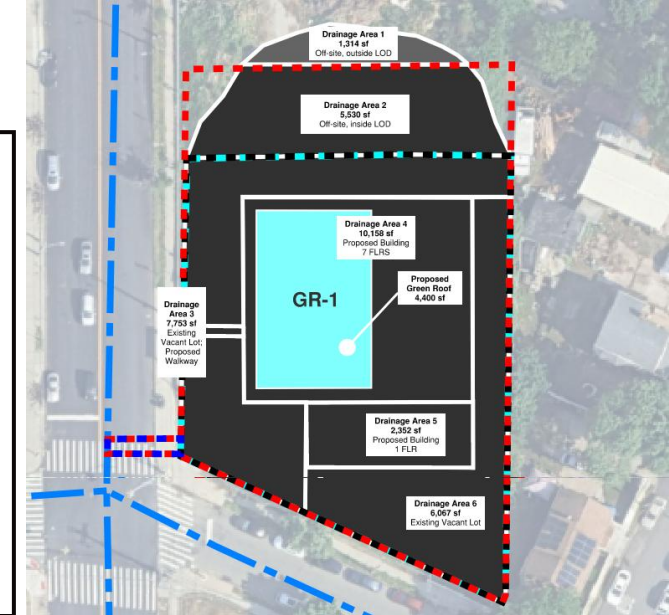 Drainage Area 1
1,314 sf
Off-site, outside LOD
Drainage Area 2
5,530 sf
Off-site, inside LOD
Drainage Area 4
10,158 sf
Proposed Building
7 FLRS
Proposed
Green Roof
4,400 sf
GR-1
Drainage
Area 3
7,753 sf
Existing
Vacant Lot;
Proposed
Walkway
Drainage Area 5
2,352 sf
Proposed Building
1 FLR
Drainage Area 6
6,067 sf
Existing Vacant Lot